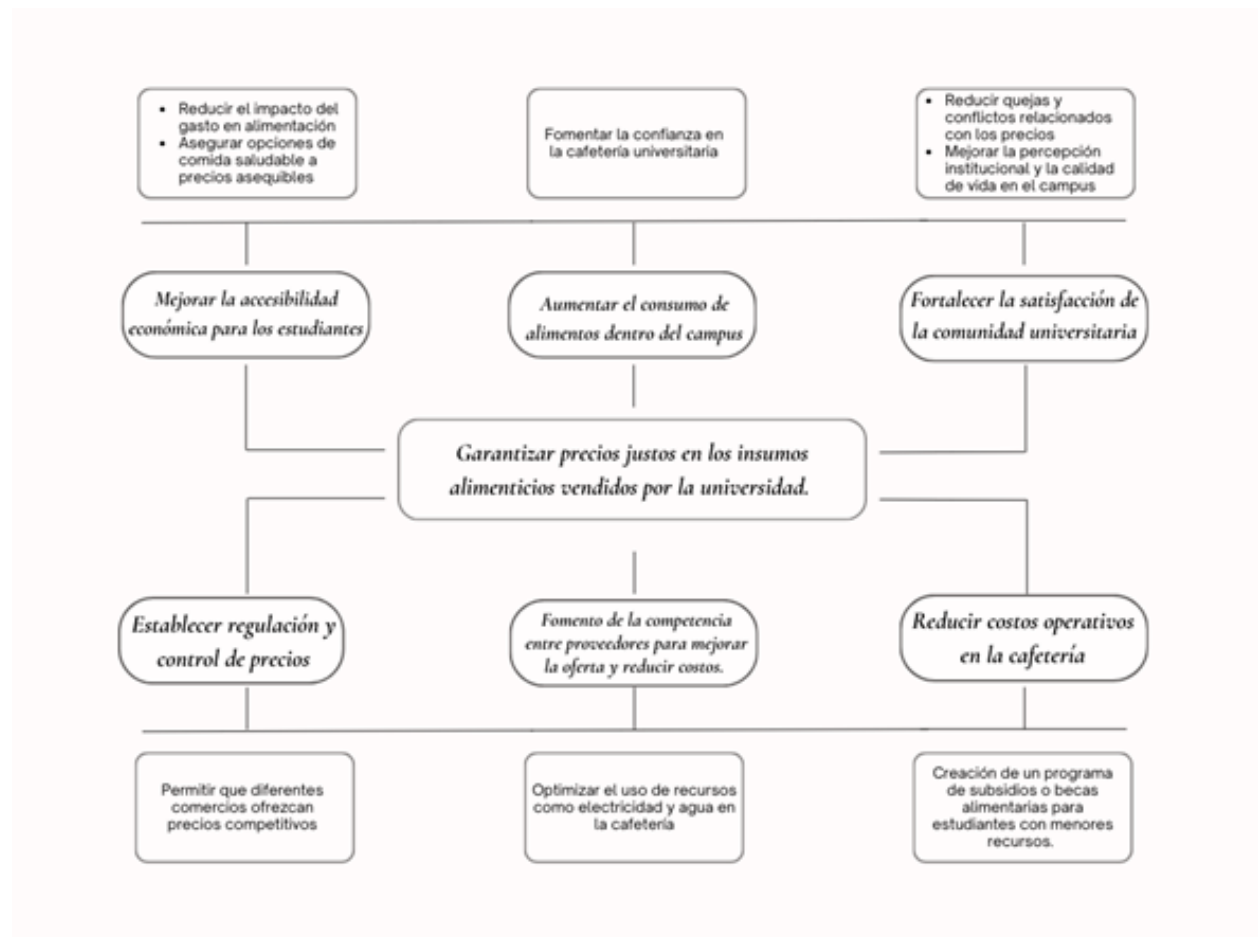 • Reducir el impacto del
gasto en alimentación
• Asegurar opciones de
comida saludable a
precios asequibles
Fomentar la confianza en
la cafetería universitaria
• Reducir quejas y
conflictos relacionados
con los precios
• Mejorar la percepción
institucional y la calidad
de vida en el campus
Mejorar la accesibilidad
económica para los estudiantes
Aumentar el consumo de
alimentos dentro del campus
Fortalecer la satisfacción de
la comunidad universitaria
Garantizar precios justos en los insumos
alimenticios vendidos por la universidad.
Establecer regulación y
control de precios
Fomento de la competencia
entre proveedores para mejorar
la oferta y reducir costos.
Reducir costos operativos
en la cafetería
Permitir que diferentes
comercios ofrezcan
precios competitivos
Optimizar el uso de recursos
como electricidad y agua en
la cafetería
Creación de un programa
de subsidios o becas
alimentarias para
estudiantes con menores
recursos.